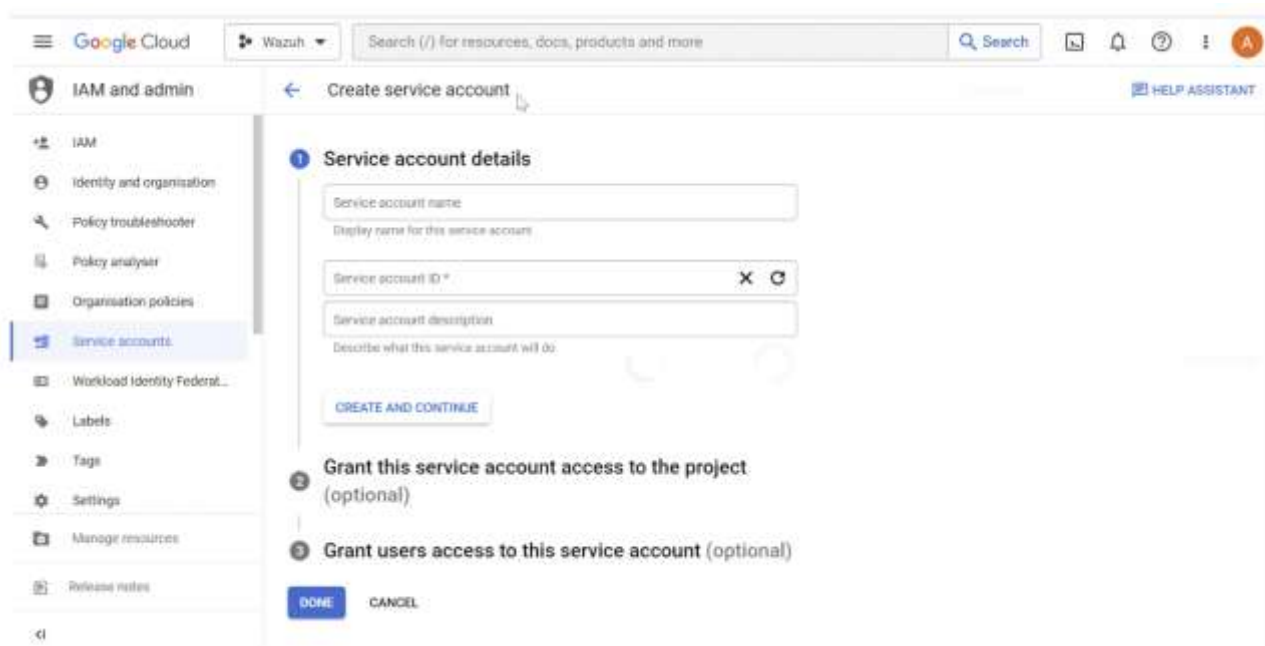 Google Cloud
Wazuh
Search (/) for resources, docs, products and more
Search
A
IAM and admin
Create service account
HELP ASSISTANT
IAM
Identity and organisation
Policy troubleshooter
Policy analyser
Organisation policies
Service accounts
Workload Identity Federat...
Labels
Tags
Settings
Manage resources
Release notes
1 Service account details
Service account name
Display name for this service account
Service account ID *
Service account description
Describe what this service account will do
CREATE AND CONTINUE
2 Grant this service account access to the project
(optional)
3 Grant users access to this service account (optional)
DONE
CANCEL